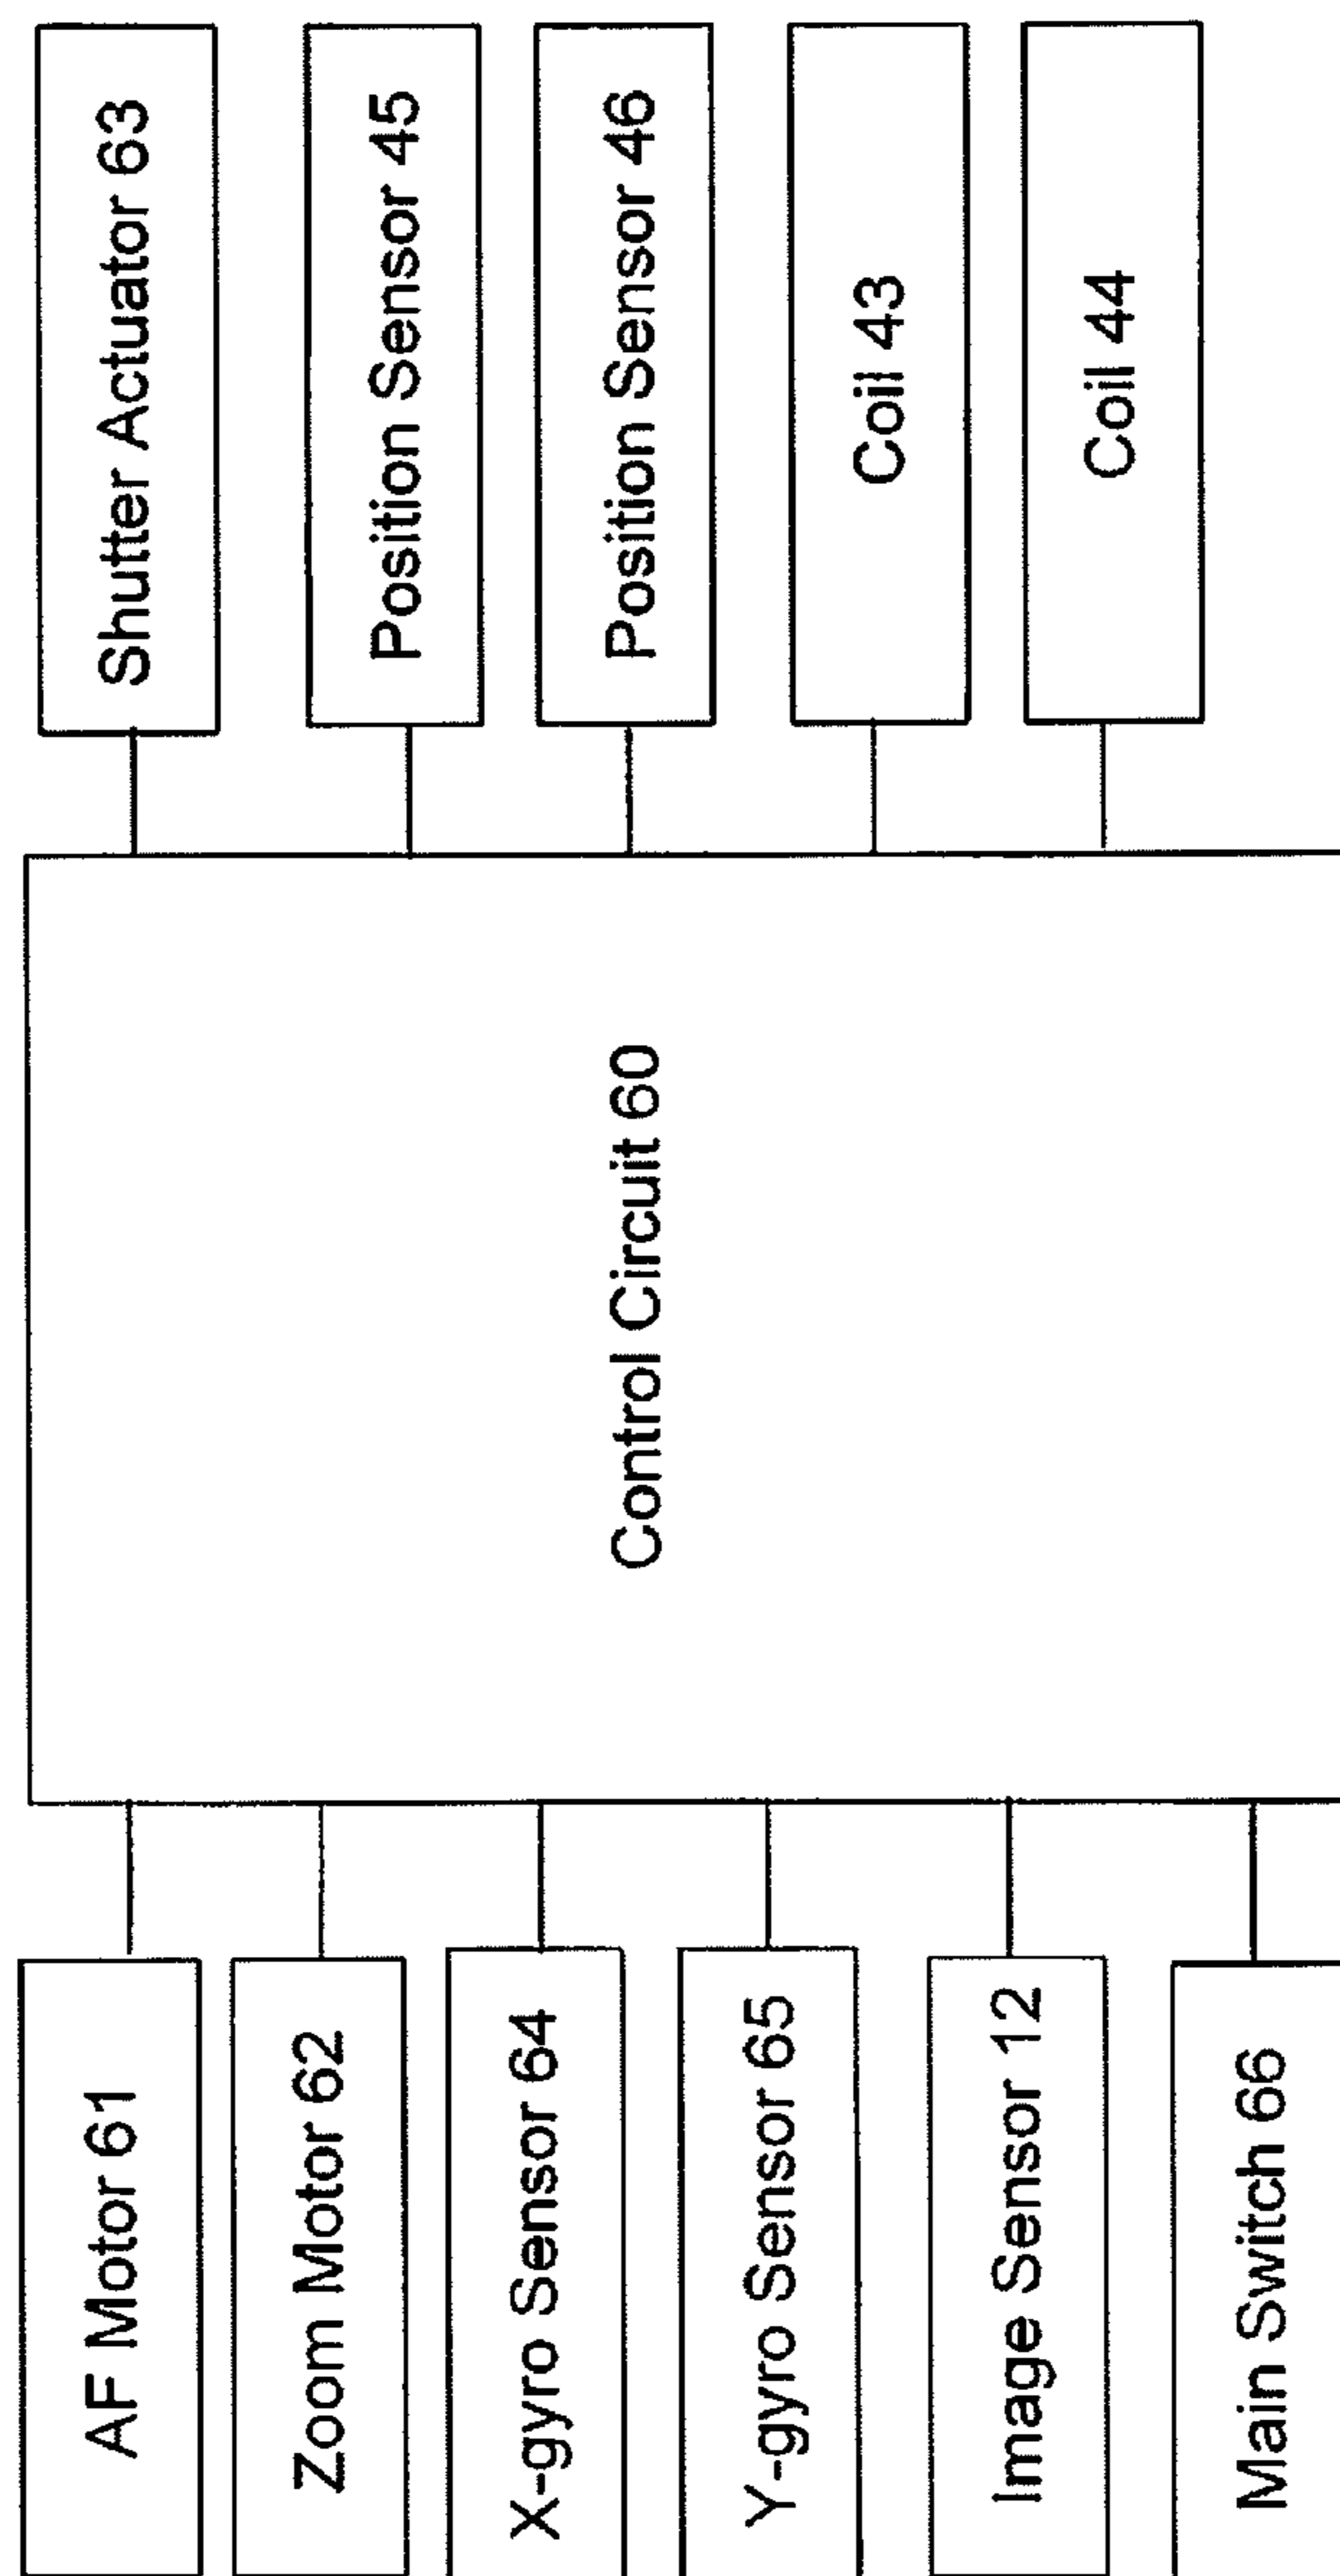 AF Motor 61
Zoom Motor 62
X-gyro Sensor 64
Y-gyro Sensor 65
Image Sensor 12
Main Switch 66
Control Circuit 60
Shutter Actuator 63
Position Sensor 45
Position Sensor 46
Coil 43
Coil 44